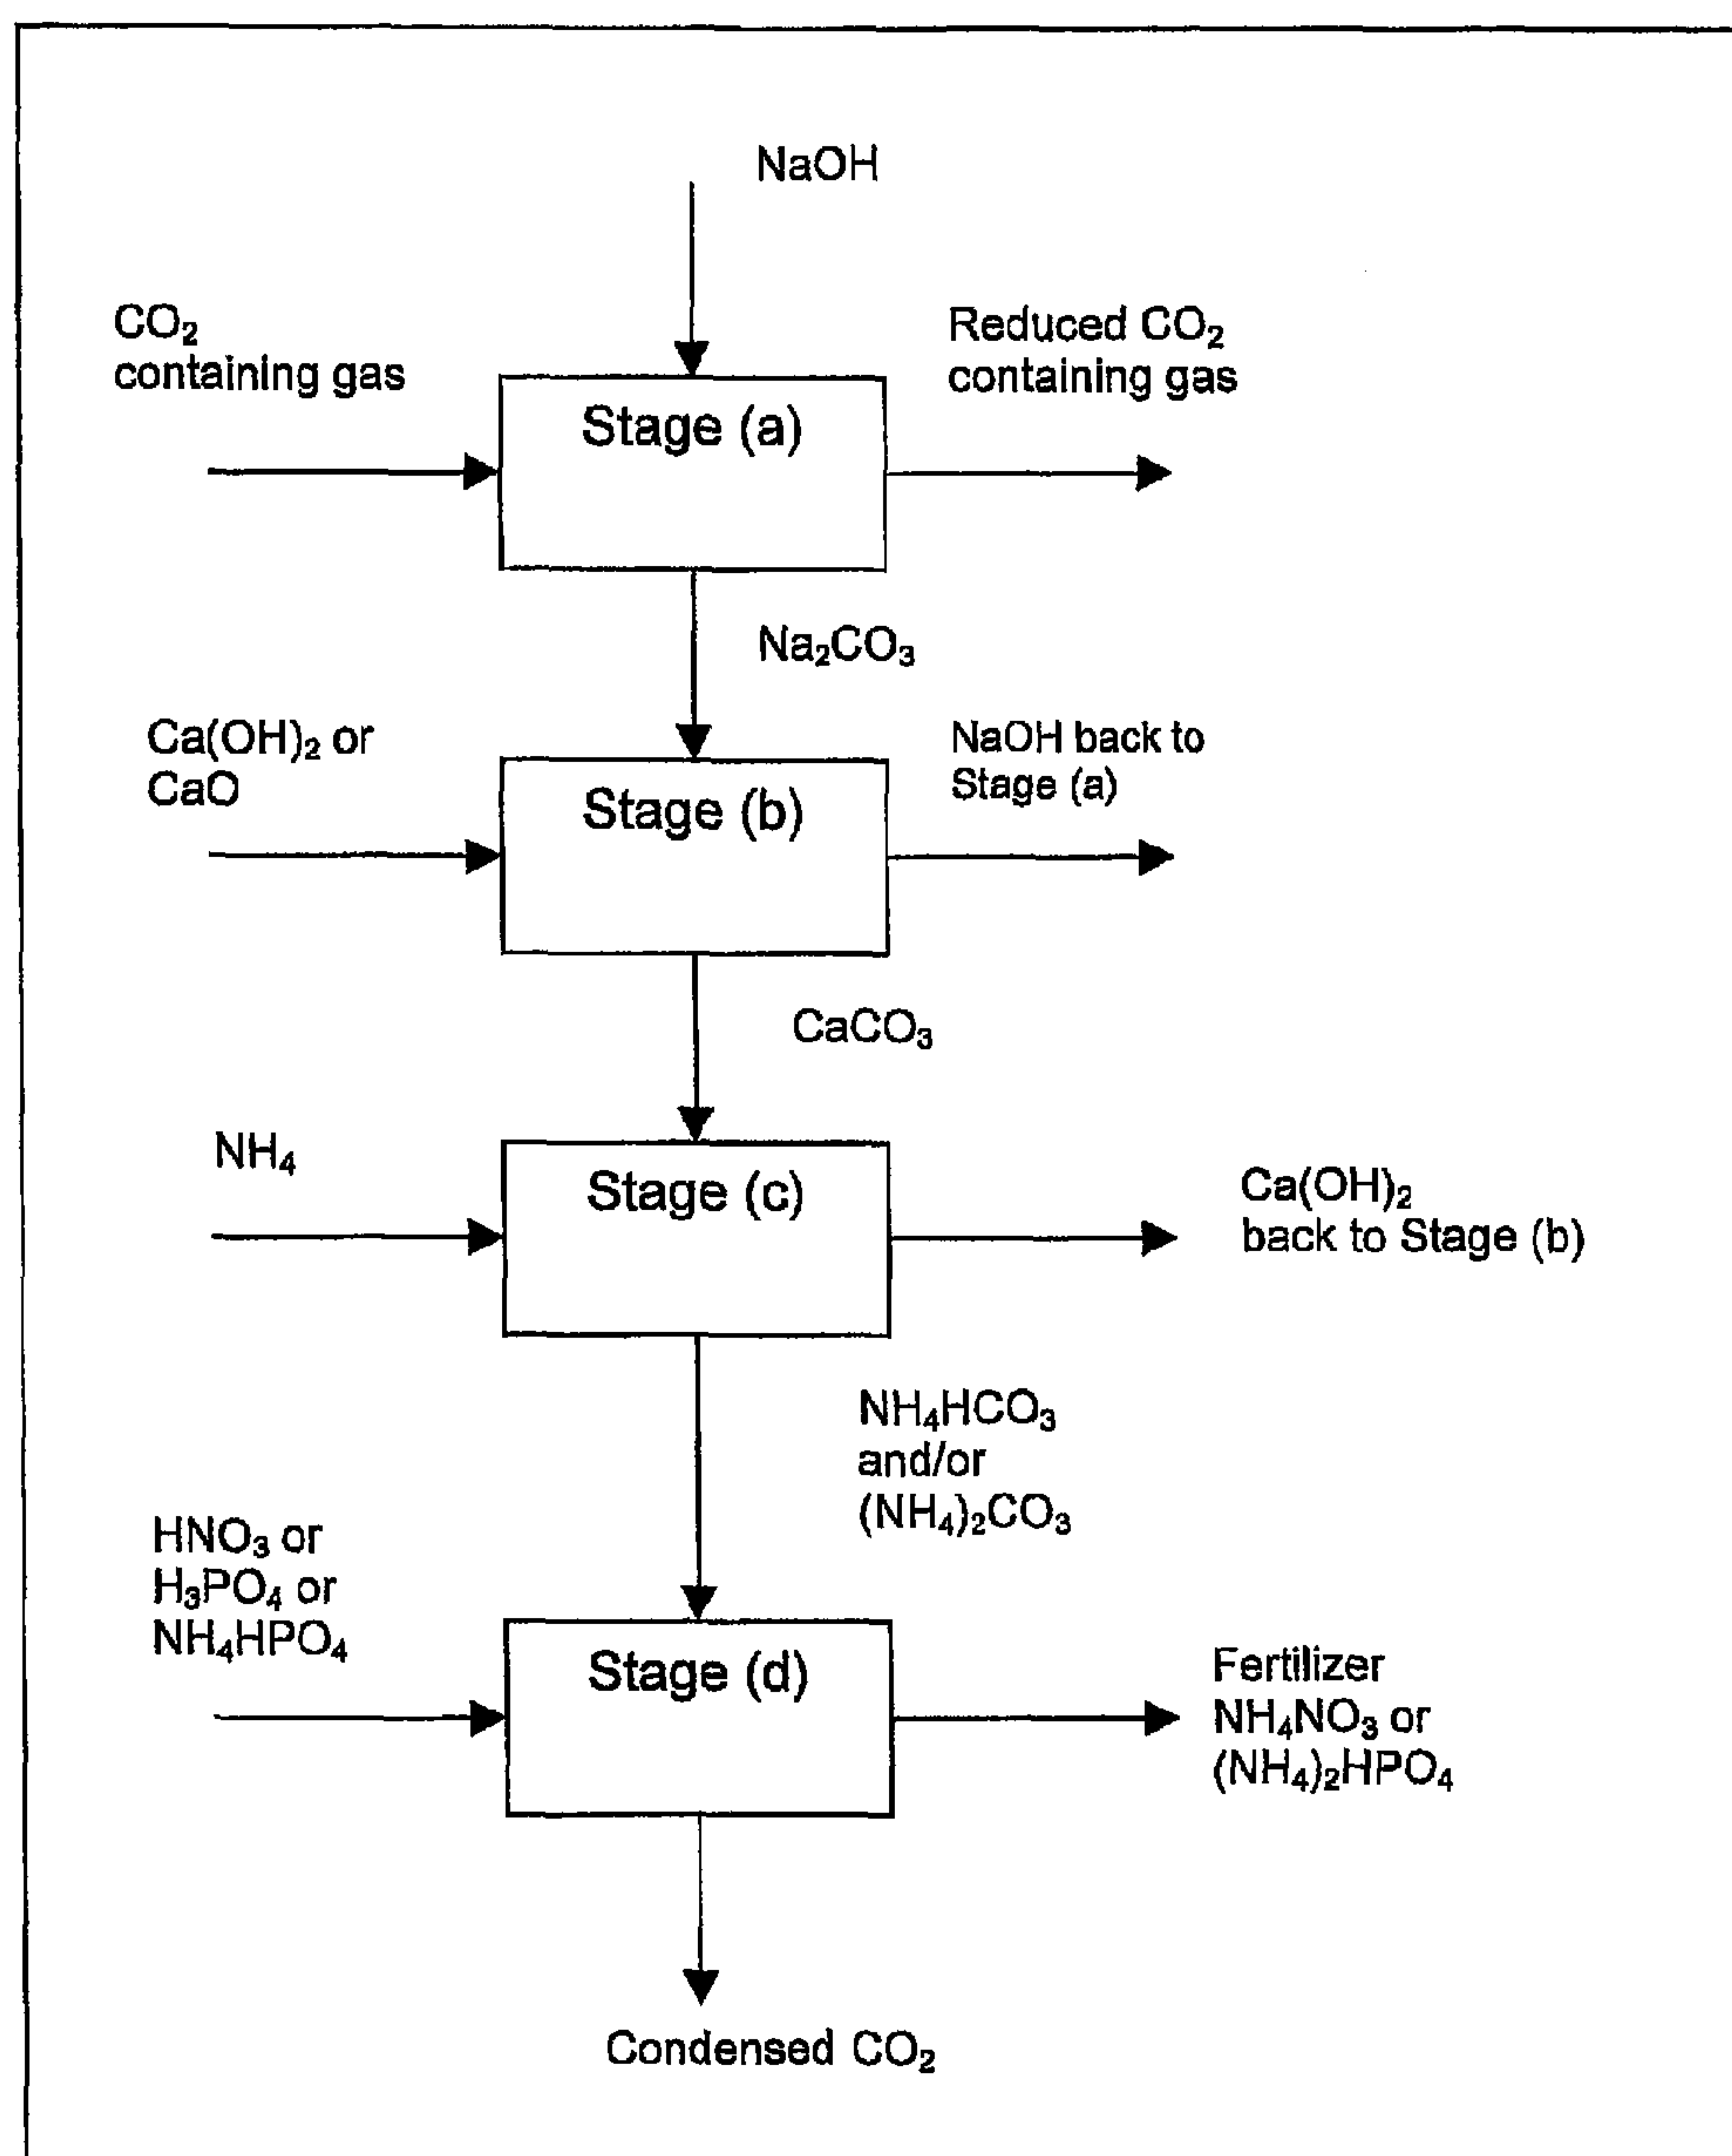 NaOH
CO₂
containing gas
Reduced CO₂
containing gas
Stage (a)
Na₂CO₃
Ca(OH)₂ or
CaO
NaOH back to
Stage (a)
Stage (b)
CaCO₃
NH₄
Stage (c)
Ca(OH)₂
back to Stage (b)
NH₄HCO₃
and/or
(NH₄)₂CO₃
HNO₃ or
H₃PO₄ or
NH₄HPO₄
Stage (d)
Fertilizer
NH₄NO₃ or
(NH₄)₂HPO₄
Condensed CO₂